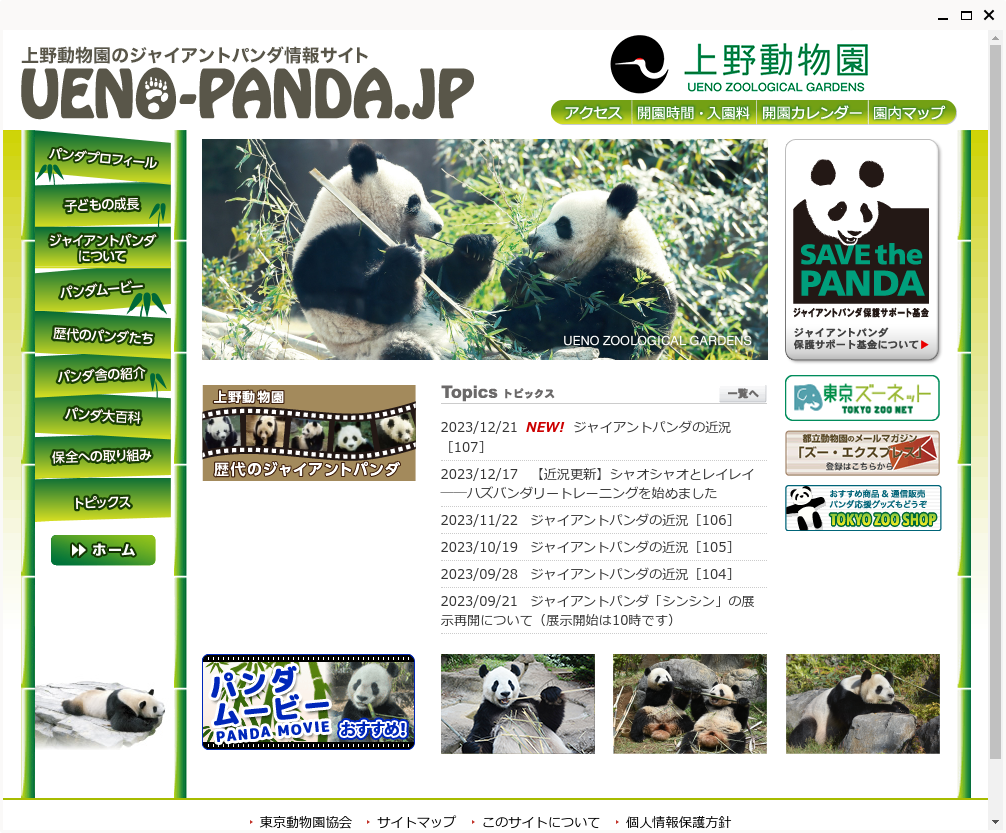 上野動物園のジャイアントパンダ情報サイト
UENO-PANDA.JP
上野動物園
UENO ZOOLOGICAL GARDENS
アクセス
開園時間・入園料
開園カレンダー
園内マップ
パンダプロフィール
子どもの成長
ジャイアントパンダ
について
パンダムービー
歴代のパンダたち
パンダ舎の紹介
パンダ大百科
保全への取り組み
トピックス
ホーム
UENO ZOOLOGICAL GARDENS
上野動物園
歴代のジャイアントパンダ
Topics トピックス
一覧へ
2023/12/21 NEW! ジャイアントパンダの近況
［107］
2023/12/17 【近況更新】シャオシャオとレイレイ
――ハズバンダリートレーニングを始めました
2023/11/22 ジャイアントパンダの近況［106］
2023/10/19 ジャイアントパンダの近況［105］
2023/09/28 ジャイアントパンダの近況［104］
2023/09/21 ジャイアントパンダ「シンシン」の展
示再開について（展示開始は10時です）
SAVE the
PANDA
ジャイアントパンダ保護サポート基金
ジャイアントパンダ
保護サポート基金について
東京ズーネット
TOKYO ZOO NET
都立動物園のメールマガジン
「ズー・エクスプレス」
登録はこちらから
おすすめ商品 & 通信販売
パンダ応援グッズもどうぞ
TOKYO ZOO SHOP
パンダ
ムービー
PANDA MOVIE
おすすめ!
東京動物園協会
サイトマップ
このサイトについて
個人情報保護方針